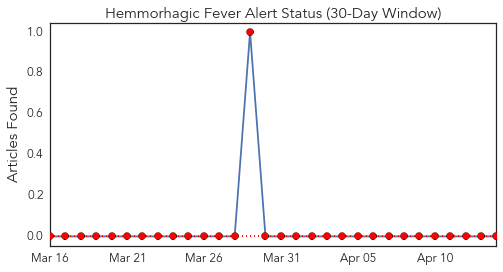 Hemmorhagic Fever Alert Status (30-Day Window)
Articles Found
1.0
0.8
0.6
0.4
0.2
0.0
Mar 16 Mar 21 Mar 26 Mar 31 Apr 05 Apr 10